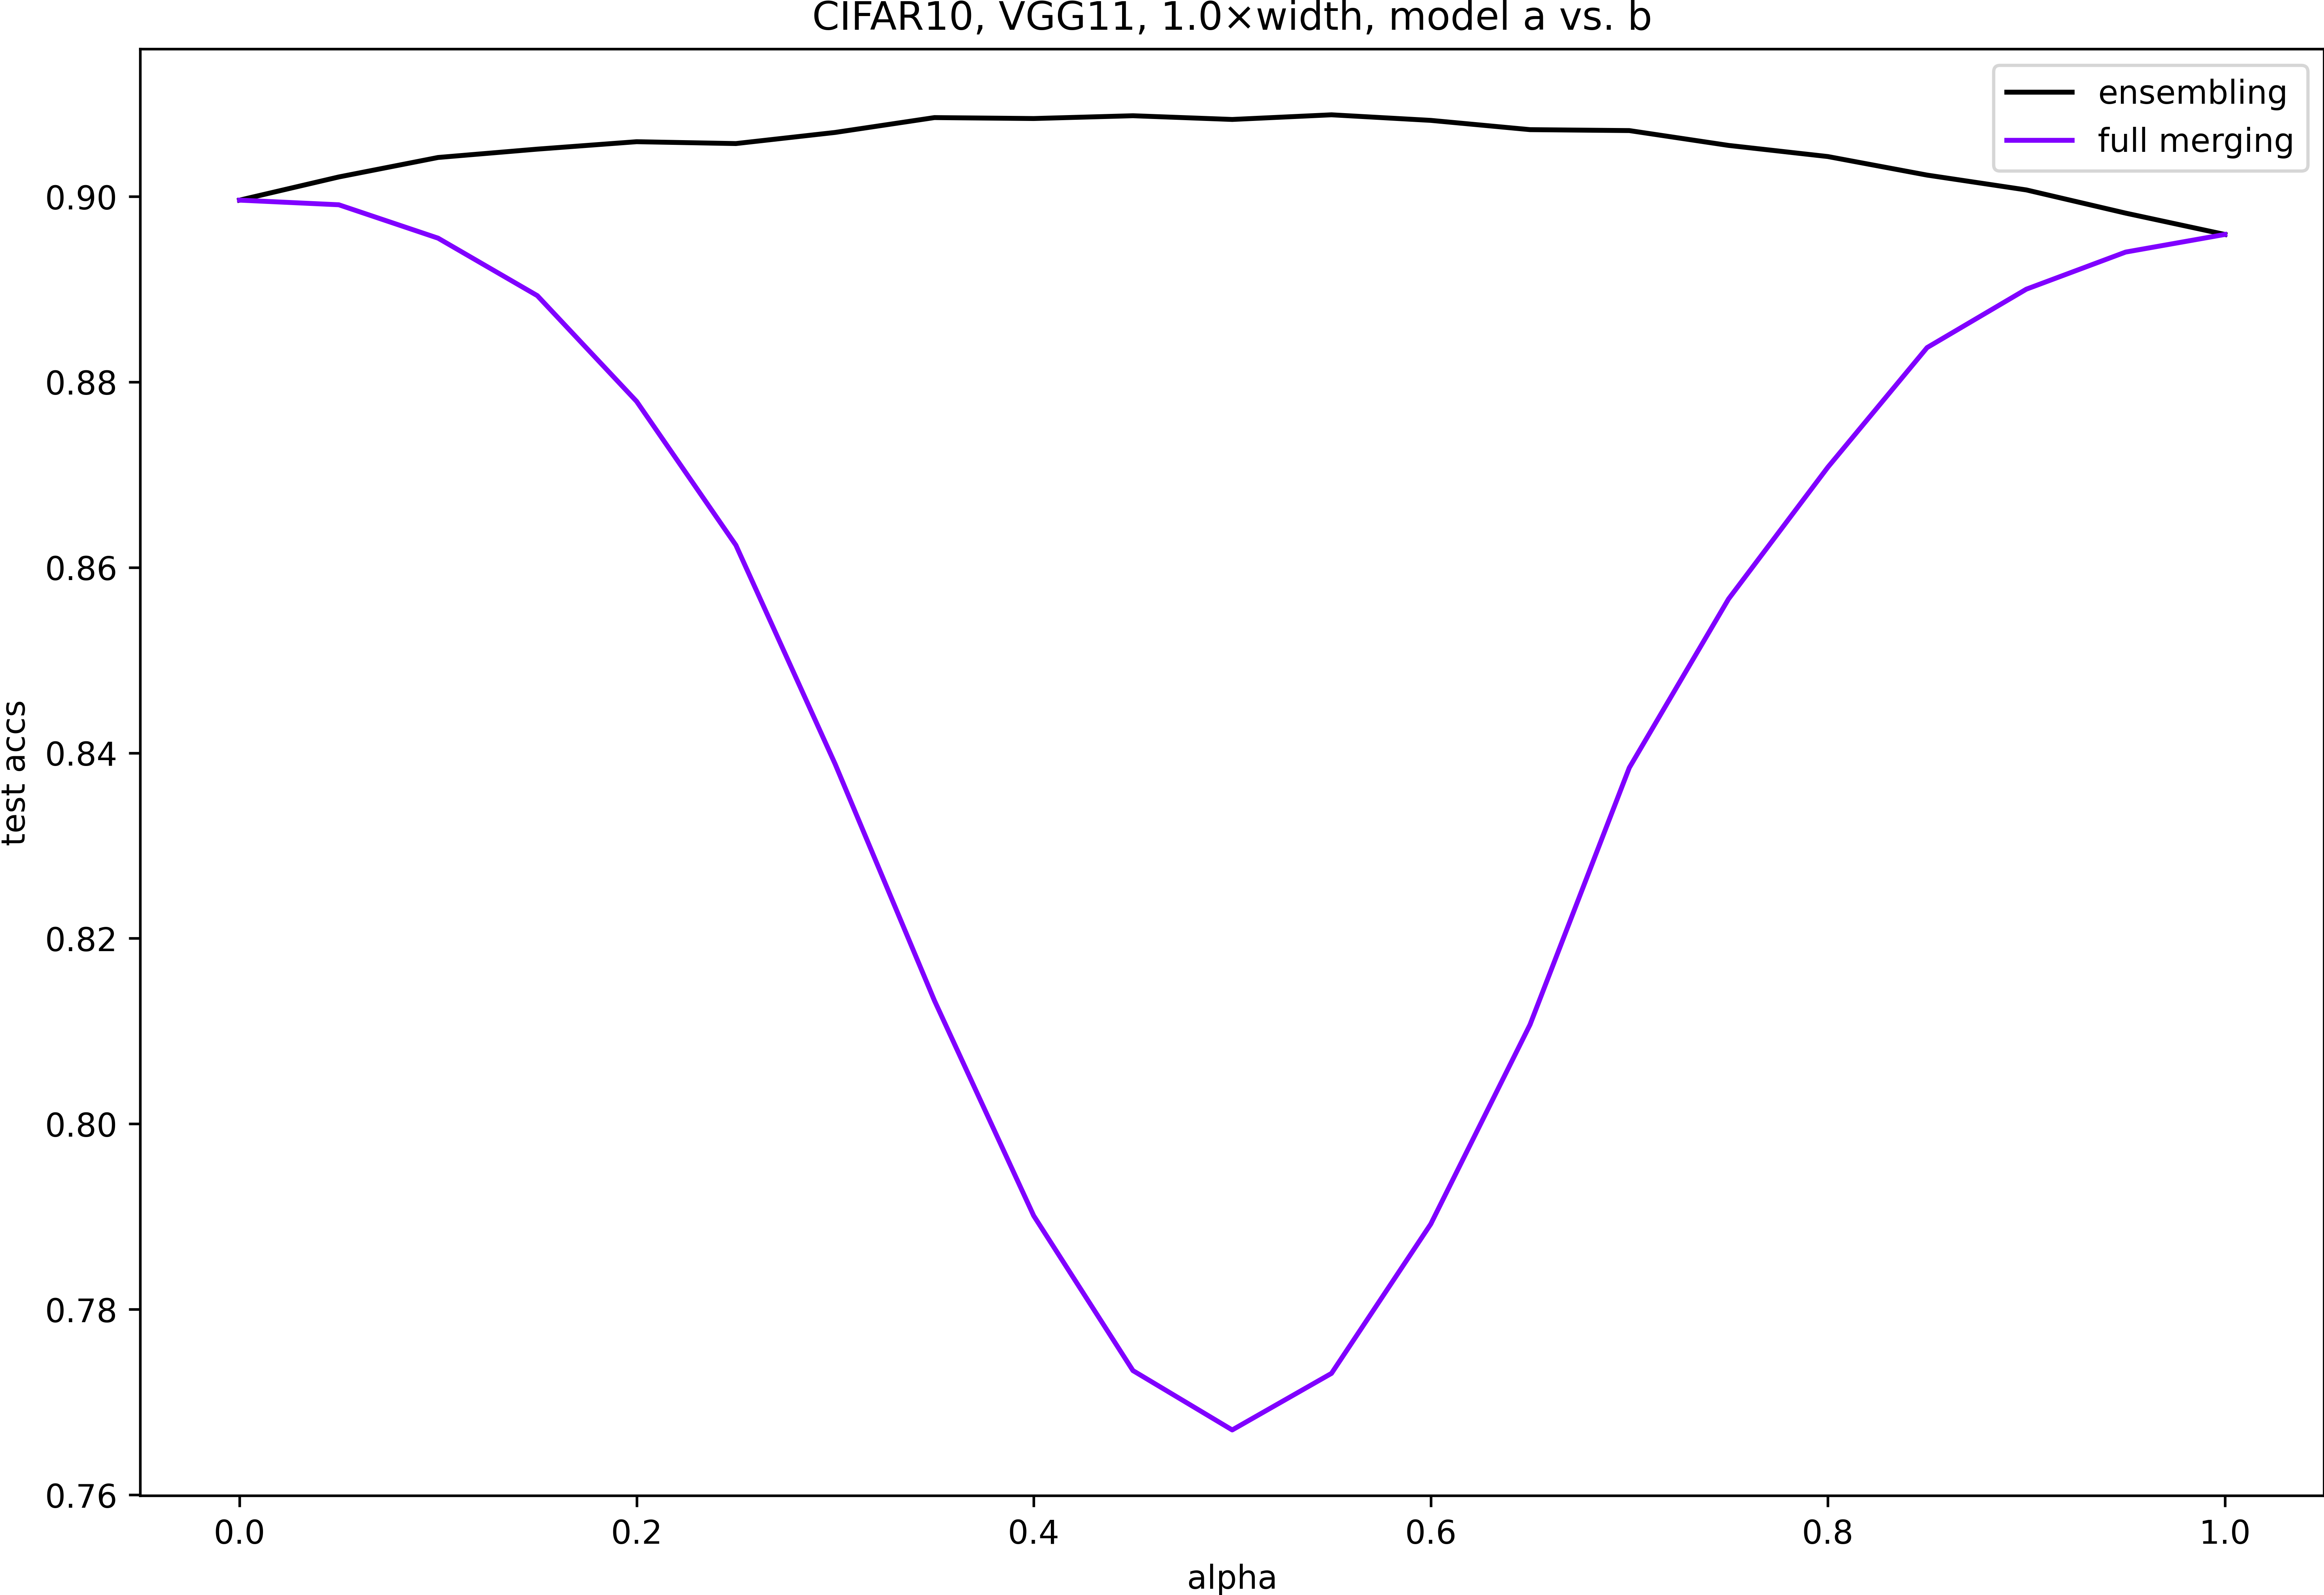 CIFAR10, VGG11, 1.0×width, model a vs. b
ensembling
full merging
0.90
0.88
0.86
0.84
0.82
0.80
0.78
0.76
test accs
0.0 0.2 0.4 0.6 0.8 1.0
alpha